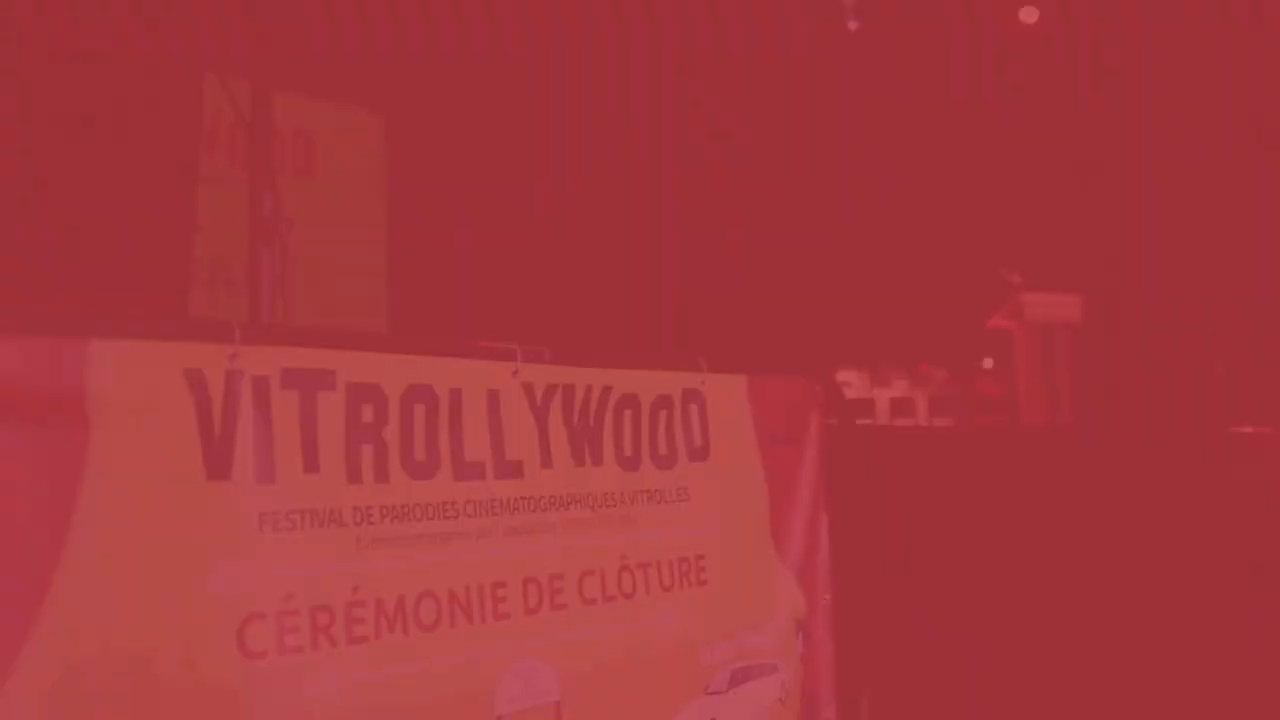 VITROLLYWOOD
FESTIVAL DE PARODIES CINÉMATOGRAPHIQUES À VITROLLES
CÉRÉMONIE DE CLÔTURE